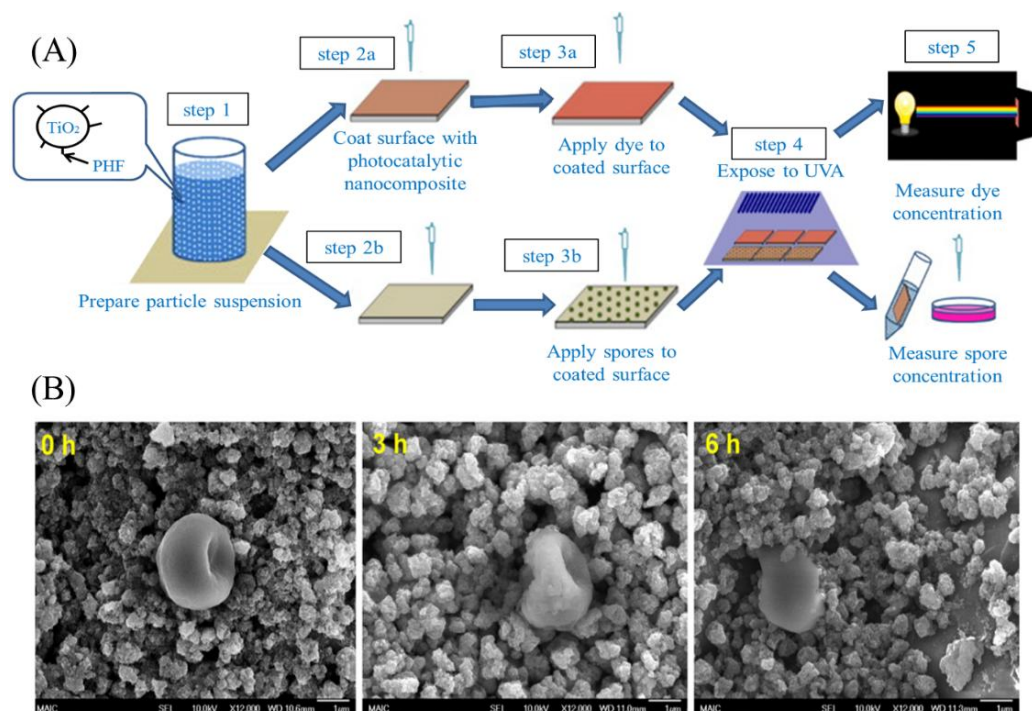 (A)
step 1
TiO₂
PHF
Prepare particle suspension
step 2a
Coat surface with
photocatalytic
nanocomposite
step 3a
Apply dye to
coated surface
step 2b
step 3b
Apply spores to
coated surface
step 4
Expose to UVA
step 5
Measure dye
concentration
Measure spore
concentration
(B)
0 h
MAIC SEI 10.0kV X12,000 WD 10.6mm 1µm
3 h
MAIC SEI 10.0kV X12,000 WD 11.0mm 1µm
6 h
MAIC SEI 10.0kV X12,000 WD 11.3mm 1µm